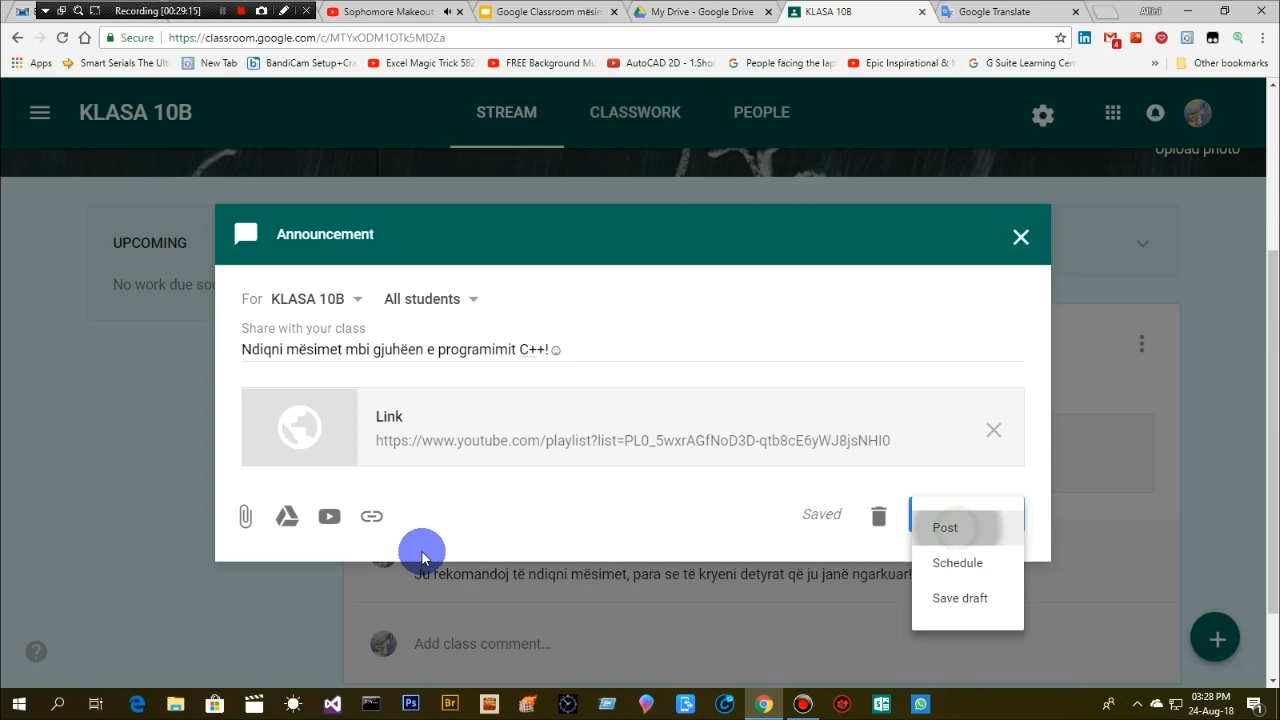 Recording [00:29:15]
Sophomore Makeout
Google Classroom mësim
My Drive - Google Drive
KLASA 10B
Google Translate
Alfini
Secure
https://classroom.google.com/c/MTYxODM1OTk5MDZa
4
Apps
Smart Serials The Ult
New Tab
BandiCam Setup+Cra
Excel Magic Trick 582
FREE Background Mu
AutoCAD 2D - 1.Shor
People facing the lap
Epic Inspirational &
G Suite Learning Cen
»
Other bookmarks
KLASA 10B
STREAM
CLASSWORK
PEOPLE
Upload photo
UPCOMING
No work due soo
Announcement
For KLASA 10B
All students
Share with your class
Ndiqni mësimet mbi gjuhëen e programimit C++!☺
Link
https://www.youtube.com/playlist?list=PL0_5wxrAGfNoD3D-qtb8cE6yWJ8jsNHI0
Saved
Post
Schedule
Save draft
Ju rekomandoj të ndiqni mësimet, para se të kryeni detyrat që ju janë ngarkuar!
Add class comment...
03:28 PM
24-Aug-18